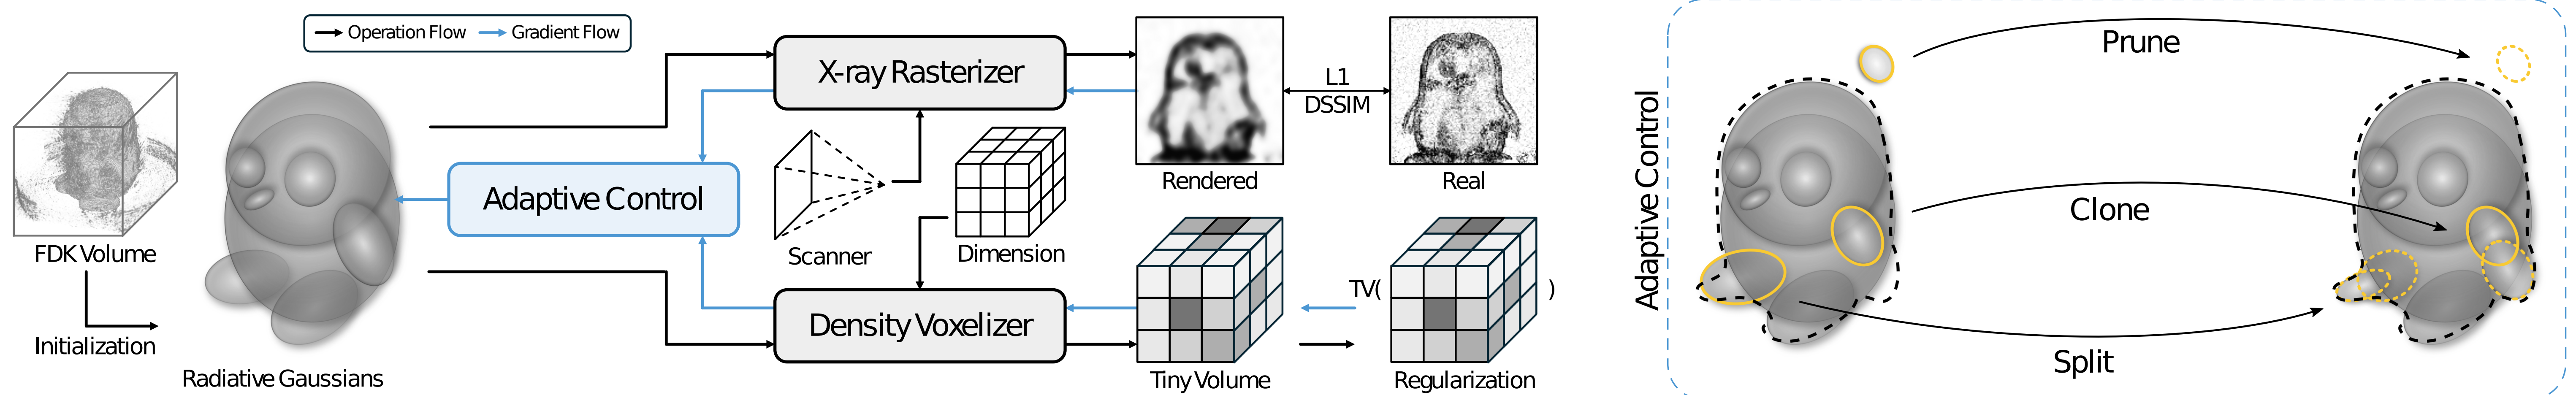 Operation Flow
Gradient Flow
FDK Volume
Initialization
Radiative Gaussians
Adaptive Control
X-ray Rasterizer
Scanner
Dimension
Density Voxelizer
Rendered
L1
DSSIM
Real
Tiny Volume
TV( )
Regularization
Adaptive Control
Prune
Clone
Split